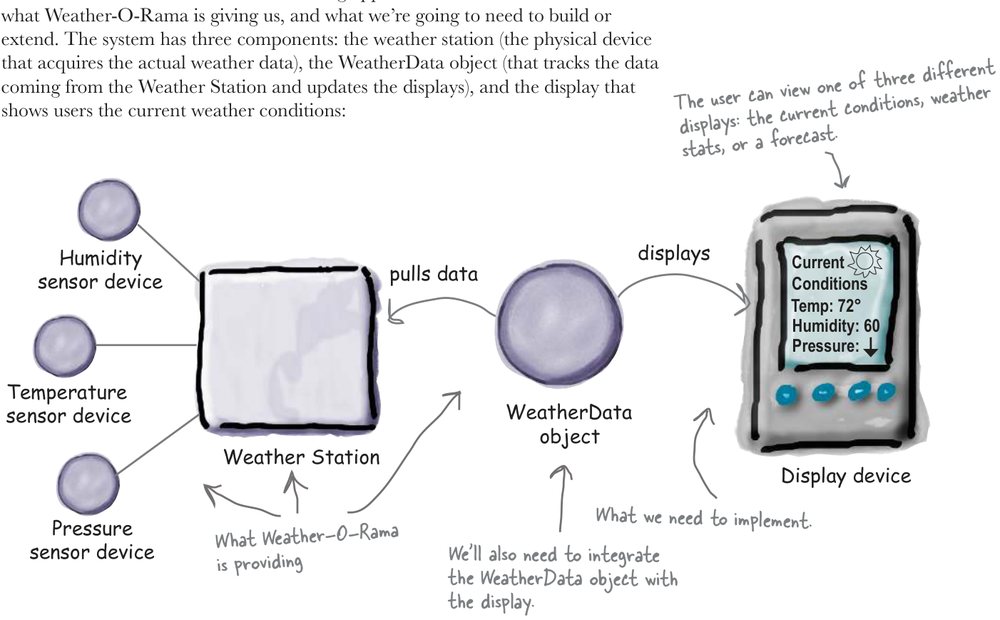 what Weather-O-Rama is giving us, and what we’re going to need to build or
extend. The system has three components: the weather station (the physical device
that acquires the actual weather data), the WeatherData object (that tracks the data
coming from the Weather Station and updates the displays), and the display that
shows users the current weather conditions:
The user can view one of three different
displays: the current conditions, weather
stats, or a forecast.
Humidity
sensor device
Temperature
sensor device
Pressure
sensor device
Weather Station
pulls data
WeatherData
object
displays
Current
Conditions
Temp: 72°
Humidity: 60
Pressure:
Display device
What Weather-O-Rama
is providing
We’ll also need to integrate
the WeatherData object with
the display.
What we need to implement.